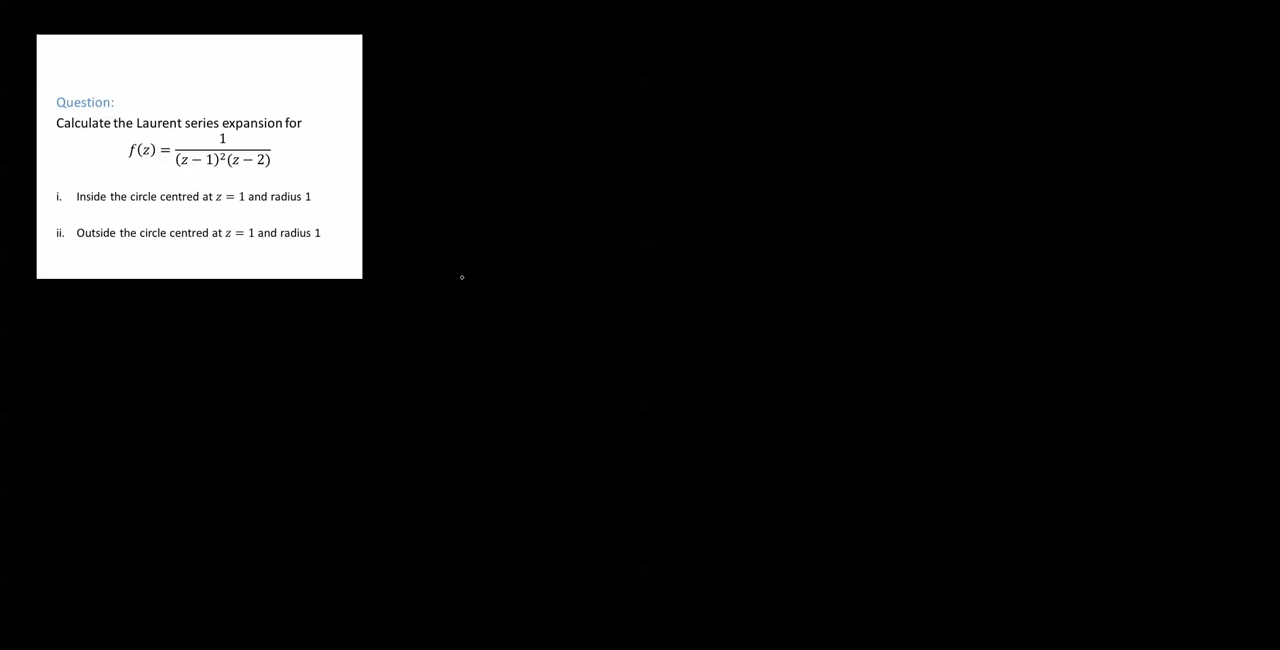 Question:
Calculate the Laurent series expansion for
f(z) = 1 / ((z − 1)²(z − 2))
i. Inside the circle centred at z = 1 and radius 1
ii. Outside the circle centred at z = 1 and radius 1